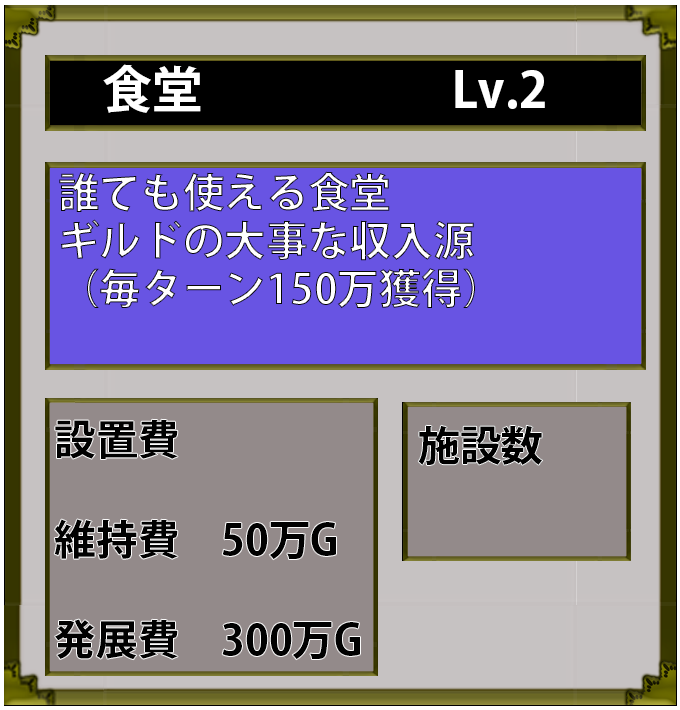 食堂 Lv.2
誰ても使える食堂
ギルドの大事な収入源
（毎ターン150万獲得）
設置費
維持費 50万G
発展費 300万G
施設数